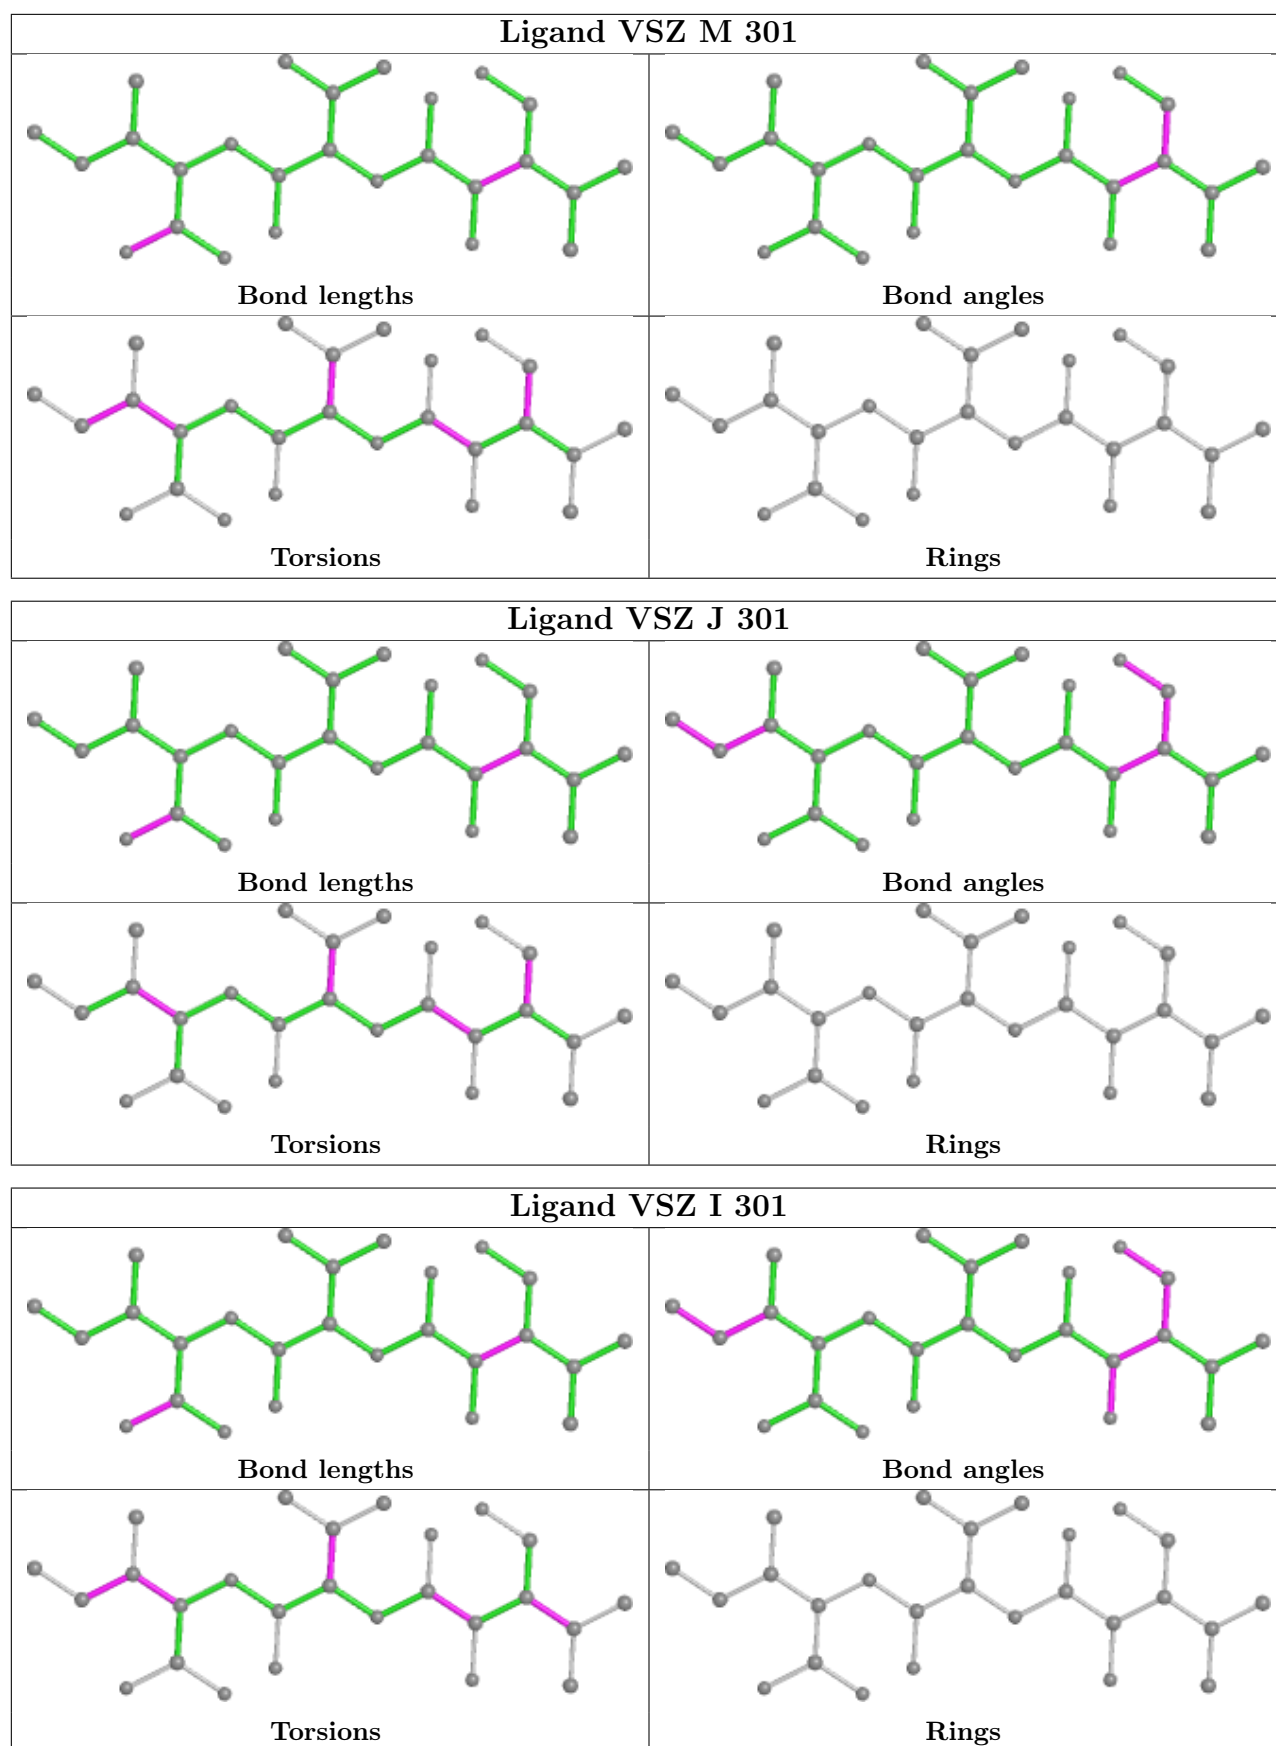 Ligand VSZ M 301
Bond lengths
Bond angles
Torsions
Rings
Ligand VSZ J 301
Bond lengths
Bond angles
Torsions
Rings
Ligand VSZ I 301
Bond lengths
Bond angles
Torsions
Rings